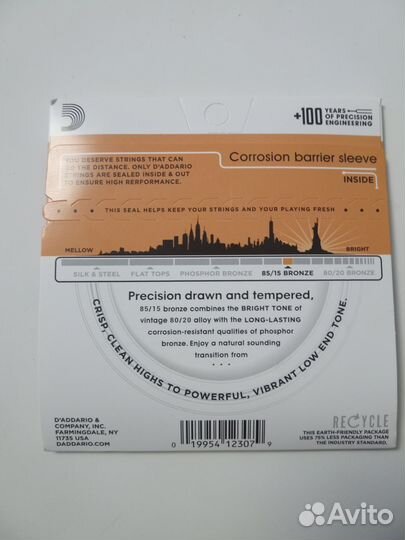 +100 YEARS OF PRECISION ENGINEERING
YOU DESERVE STRINGS THAT CAN
GO THE DISTANCE. ONLY D'ADDARIO
STRINGS ARE SEALED INSIDE & OUT
TO ENSURE HIGH RERFORMANCE.
Corrosion barrier sleeve
INSIDE
THIS SEAL HELPS KEEP YOUR STRINGS AND YOUR PLAYING FRESH
MELLOW
BRIGHT
SILK & STEEL
FLAT TOPS
PHOSPHOR BRONZE
85/15 BRONZE
80/20 BRONZE
Precision drawn and tempered,
85/15 bronze combines the BRIGHT TONE of
vintage 80/20 alloy with the LONG-LASTING
corrosion-resistant qualities of phosphor
bronze. Enjoy a natural sounding
transition from
...
CRISP, CLEAN HIGHS TO POWERFUL, VIBRANT LOW END TONE.
D'ADDARIO &
COMPANY, INC.
FARMINGDALE, NY
11735 USA
DADDARIO.COM
0 19954 12307 9
RECYCLE
THIS EARTH-FRIENDLY PACKAGE
USES 75% LESS PACKAGING THAN
THE INDUSTRY STANDARD.
Avito